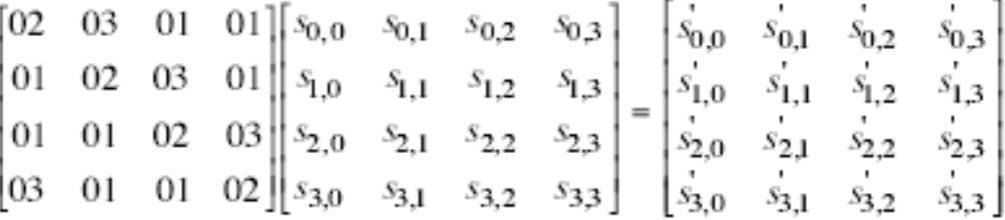 [02 03 01 01] [s0,0 s0,1 s0,2 s0,3] [s'0,0 s'0,1 s'0,2 s'0,3]
[01 02 03 01] [s1,0 s1,1 s1,2 s1,3] = [s'1,0 s'1,1 s'1,2 s'1,3]
[01 01 02 03] [s2,0 s2,1 s2,2 s2,3] [s'2,0 s'2,1 s'2,2 s'2,3]
[03 01 01 02] [s3,0 s3,1 s3,2 s3,3] [s'3,0 s'3,1 s'3,2 s'3,3]